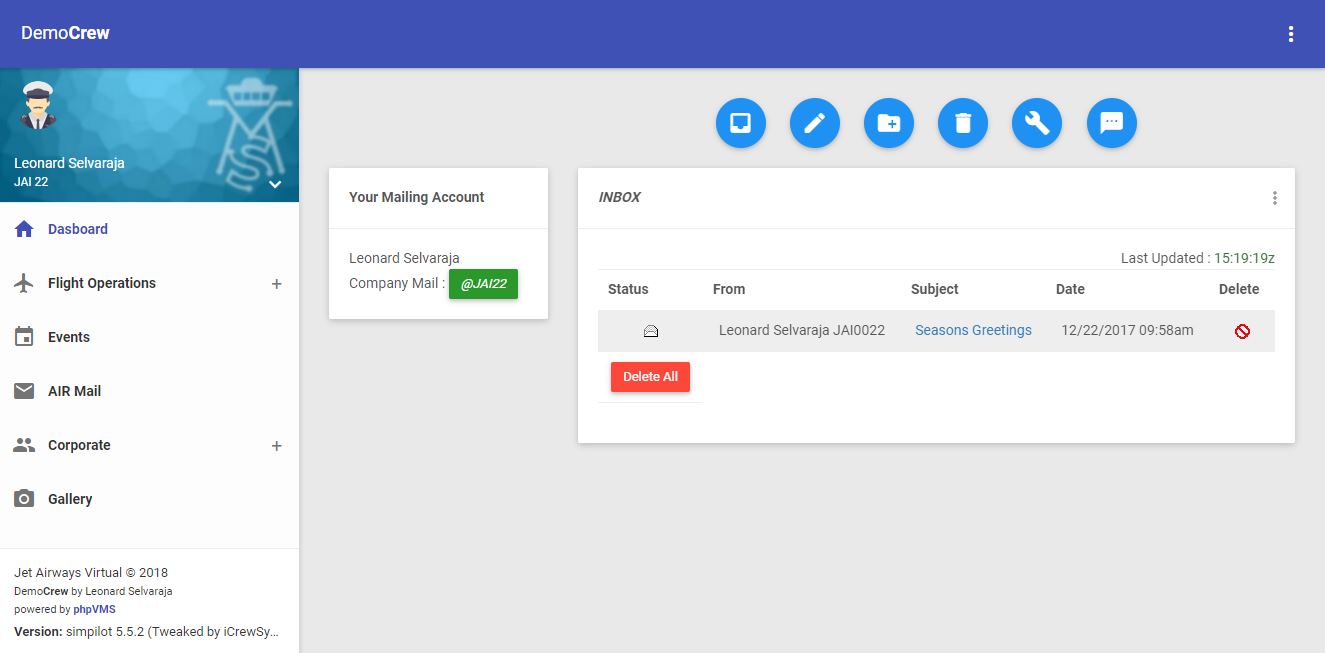 DemoCrew
Leonard Selvaraja
JAI 22
Dasboard
Flight Operations +
Events
AIR Mail
Corporate +
Gallery
Jet Airways Virtual © 2018
DemoCrew by Leonard Selvaraja
powered by phpVMS
Version: simpilot 5.5.2 (Tweaked by iCrewSy...
Your Mailing Account
Leonard Selvaraja
Company Mail : @JAI22
INBOX
Last Updated : 15:19:19z
Status From Subject Date Delete
Leonard Selvaraja JAI0022 Seasons Greetings 12/22/2017 09:58am
Delete All